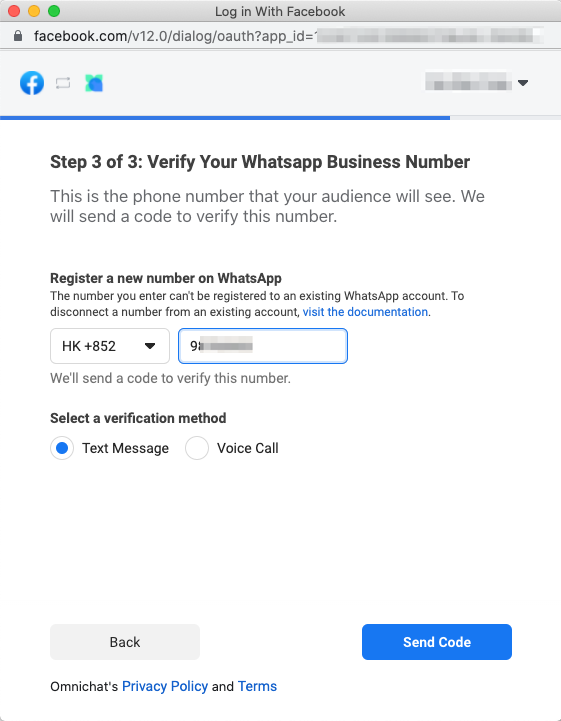 Log in With Facebook
facebook.com/v12.0/dialog/oauth?app_id=
Step 3 of 3: Verify Your Whatsapp Business Number
This is the phone number that your audience will see. We
will send a code to verify this number.
Register a new number on WhatsApp
The number you enter can't be registered to an existing WhatsApp account. To
disconnect a number from an existing account, visit the documentation.
HK +852
9
We'll send a code to verify this number.
Select a verification method
Text Message Voice Call
Back Send Code
Omnichat's Privacy Policy and Terms